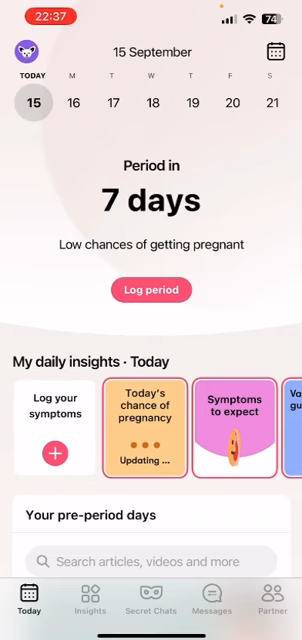 22:37
74
15 September
TODAY M T W T F S
15 16 17 18 19 20 21
Period in
7 days
Low chances of getting pregnant
Log period
My daily insights · Today
Log your
symptoms
Today's
chance of
pregnancy
Updating ...
Symptoms
to expect
Your pre-period days
Search articles, videos and more
Today Insights Secret Chats Messages Partner